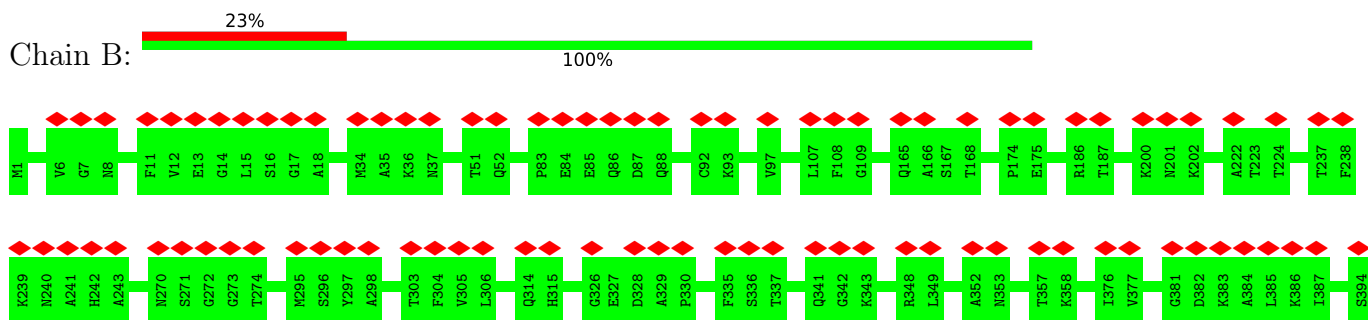 23%
Chain B:
100%
M1 V6 G7 N8 F11 V12 E13 G14 L15 S16 G17 A18 M34 A35 K36 N37 T51 Q52 P83 E84 E85 Q86 D87 Q88 C92 K93 V97 L107 F108 G109 Q165 A166 S167 T168 P174 E175 R186 T187 K200 N201 K202 A222 T223 T224 T237 F238
K239 N240 A241 H242 A243 N270 S271 G272 G273 T274 M295 S296 Y297 A298 T303 F304 V305 L306 Q314 H315 G326 E327 D328 A329 P330 F335 S336 T337 Q341 G342 K343 R348 L349 A352 N353 T357 K358 I376 V377 G381 D382 K383 A384 L385 K386 I387 S394